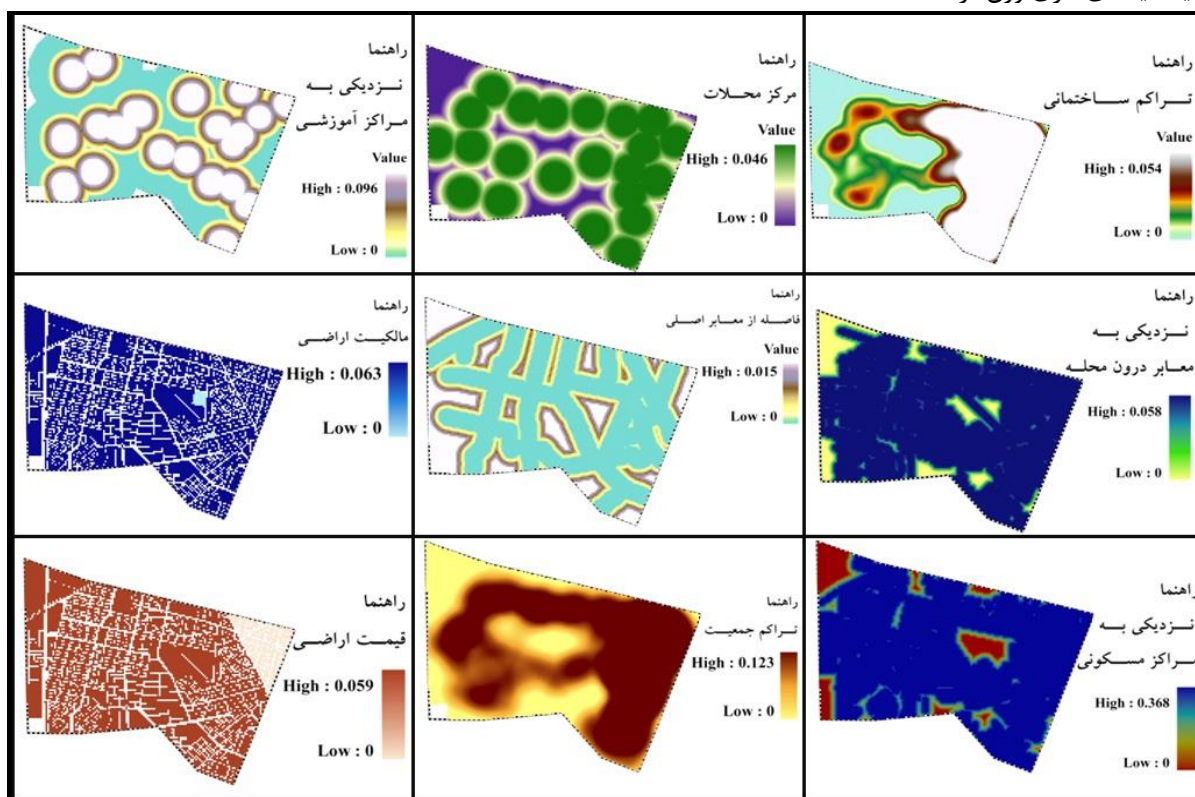 راهنما
نــزدیکی به
مراکز آموزشی
Value
High : 0.096
Low : 0
راهنما
مرکز محلات
Value
High : 0.046
Low : 0
راهنما
تراکم ساختمانی
Value
High : 0.054
Low : 0
راهنما
مالکیت اراضی
High : 0.063
Low : 0
راهنما
فاصله از معابر اصلی
Value
High : 0.015
Low : 0
راهنما
نــزدیکی به
معابر درون محله
High : 0.058
Low : 0
راهنما
قیمت اراضی
High : 0.059
Low : 0
راهنما
تراکم جمعیت
High : 0.123
Low : 0
راهنما
نــزدیکی به
مراکز مسکونی
High : 0.368
Low : 0